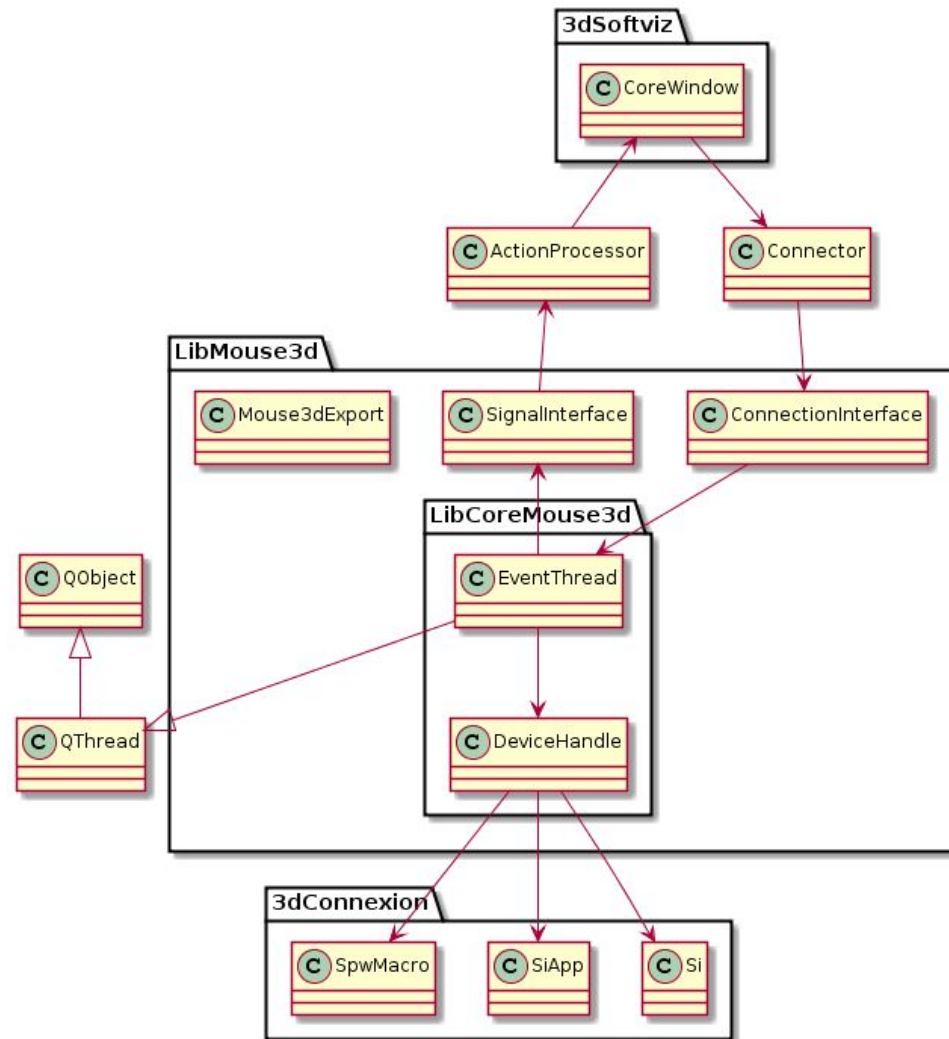 3dSoftviz
C CoreWindow
C ActionProcessor
C Connector
LibMouse3d
C Mouse3dExport
C SignalInterface
C ConnectionInterface
LibCoreMouse3d
C QObject
C EventThread
C QThread
C DeviceHandle
3dConnexion
C SpwMacro
C SiApp
C Si